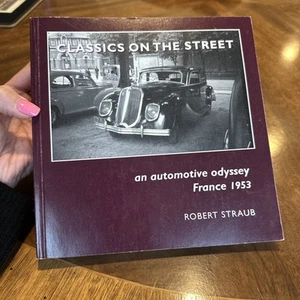 CLASSICS ON THE STREET
an automotive odyssey
France 1953
ROBERT STRAUB